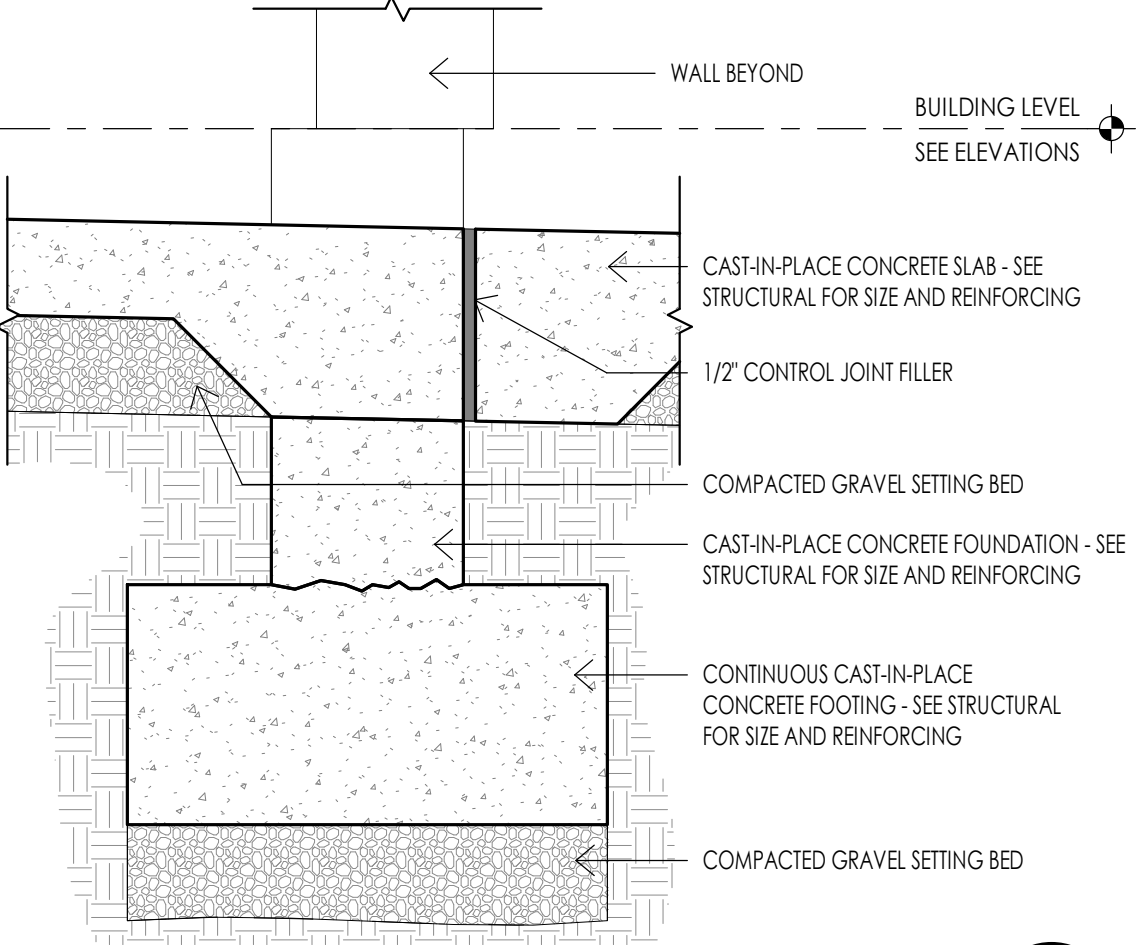 WALL BEYOND
BUILDING LEVEL
SEE ELEVATIONS
CAST-IN-PLACE CONCRETE SLAB - SEE
STRUCTURAL FOR SIZE AND REINFORCING
1/2" CONTROL JOINT FILLER
COMPACTED GRAVEL SETTING BED
CAST-IN-PLACE CONCRETE FOUNDATION - SEE
STRUCTURAL FOR SIZE AND REINFORCING
CONTINUOUS CAST-IN-PLACE
CONCRETE FOOTING - SEE STRUCTURAL
FOR SIZE AND REINFORCING
COMPACTED GRAVEL SETTING BED